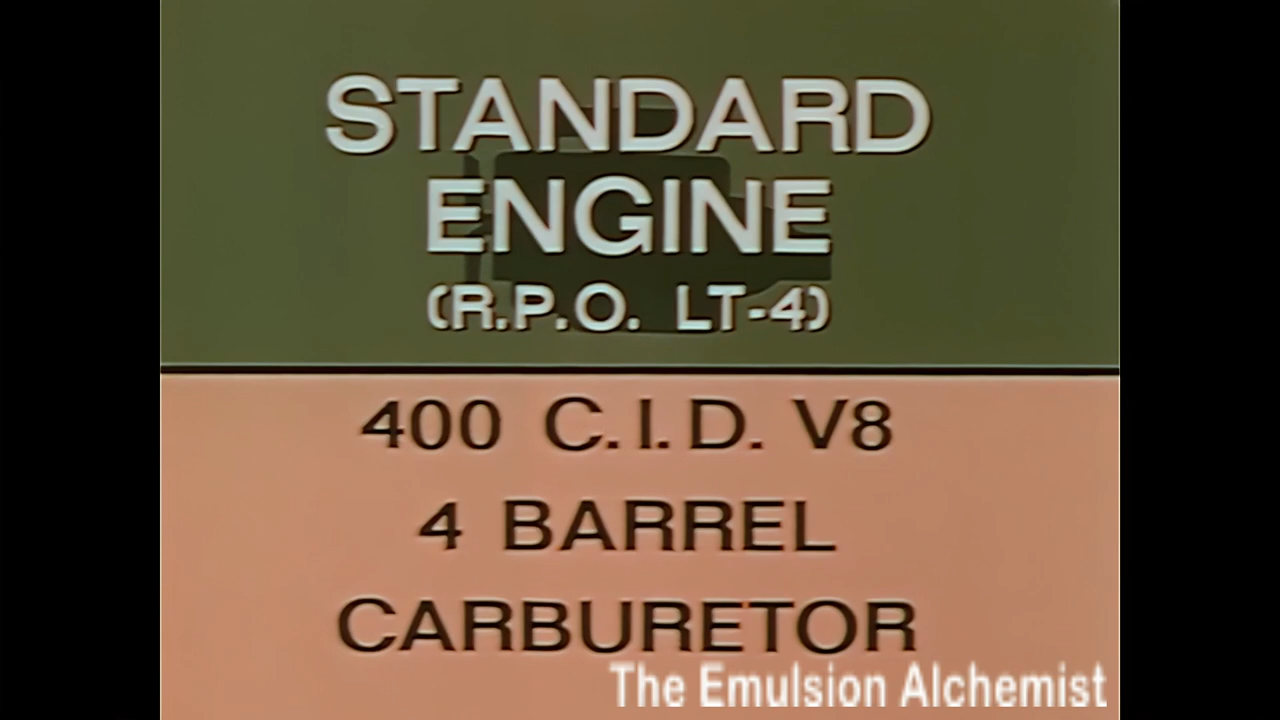 STANDARD
ENGINE
(R.P.O. LT-4)
400 C.I.D. V8
4 BARREL
CARBURETOR
The Emulsion Alchemist